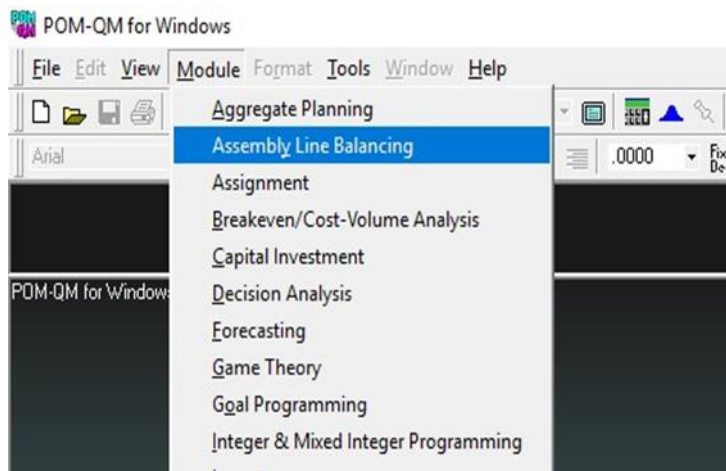 POM-QM for Windows
File Edit View Module Format Tools Window Help
Aggregate Planning
Arial
Assembly Line Balancing
.0000
Assignment
Breakeven/Cost-Volume Analysis
Capital Investment
POM-QM for Window
Decision Analysis
Forecasting
Game Theory
Goal Programming
Integer & Mixed Integer Programming